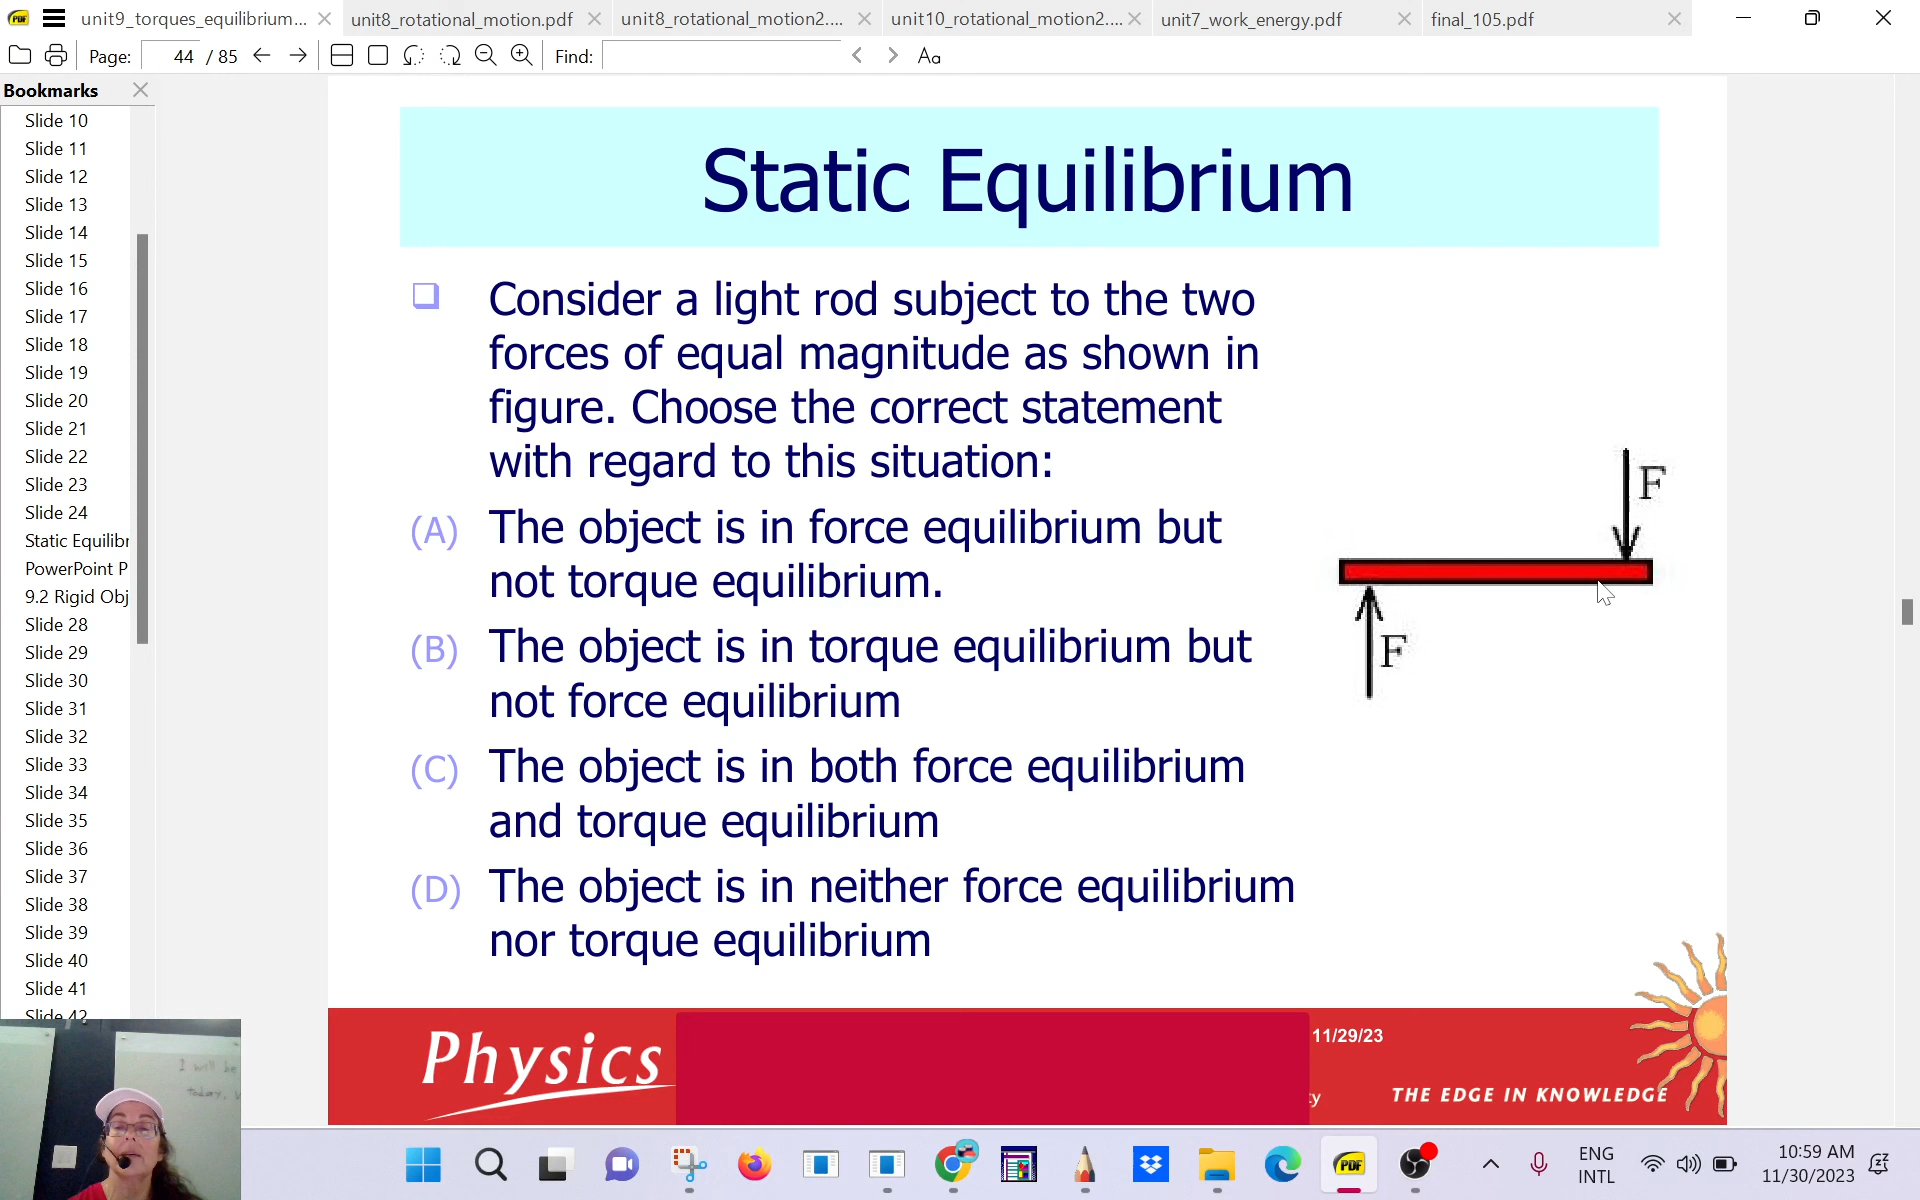 unit9_torques_equilibrium...
unit8_rotational_motion.pdf
unit8_rotational_motion2....
unit10_rotational_motion2....
unit7_work_energy.pdf
final_105.pdf
Page: 44 / 85
Find:
Aa
Bookmarks
Slide 10
Slide 11
Slide 12
Slide 13
Slide 14
Slide 15
Slide 16
Slide 17
Slide 18
Slide 19
Slide 20
Slide 21
Slide 22
Slide 23
Slide 24
Static Equilibr
PowerPoint P
9.2 Rigid Obj
Slide 28
Slide 29
Slide 30
Slide 31
Slide 32
Slide 33
Slide 34
Slide 35
Slide 36
Slide 37
Slide 38
Slide 39
Slide 40
Slide 41
Slide 42
Static Equilibrium
Consider a light rod subject to the two
forces of equal magnitude as shown in
figure. Choose the correct statement
with regard to this situation:
(A) The object is in force equilibrium but
not torque equilibrium.
(B) The object is in torque equilibrium but
not force equilibrium
(C) The object is in both force equilibrium
and torque equilibrium
(D) The object is in neither force equilibrium
nor torque equilibrium
F
F
Physics
11/29/23
THE EDGE IN KNOWLEDGE
I will be
today,
PDF
ENG
INTL
10:59 AM
11/30/2023